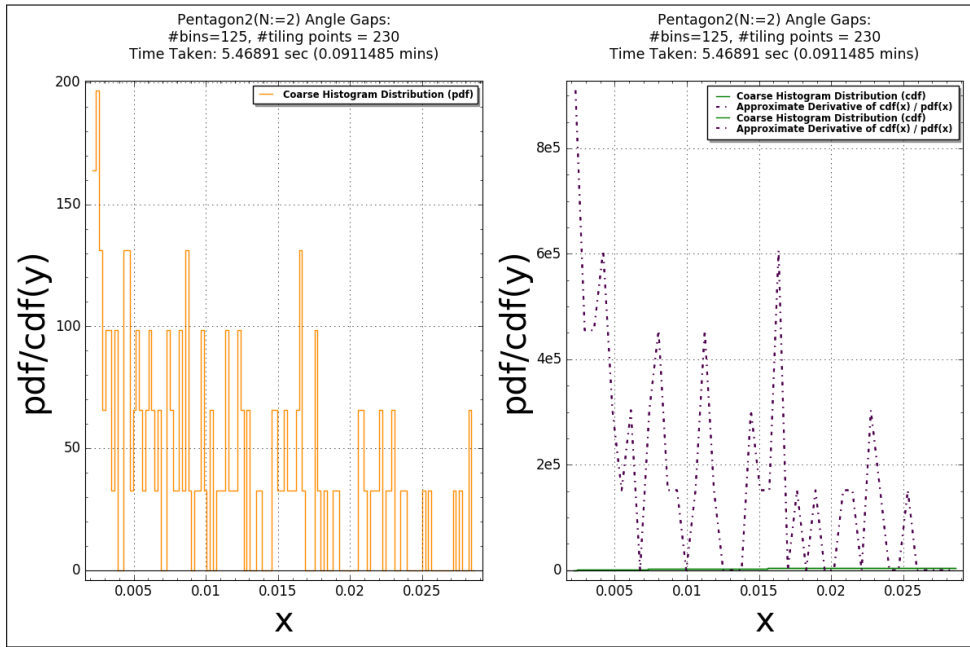 Pentagon2(N:=2) Angle Gaps:
#bins=125, #tiling points = 230
Time Taken: 5.46891 sec (0.0911485 mins)
Coarse Histogram Distribution (pdf)
200
150
100
50
0
pdf/cdf(y)
0.005
0.010
0.015
0.020
0.025
x
Pentagon2(N:=2) Angle Gaps:
#bins=125, #tiling points = 230
Time Taken: 5.46891 sec (0.0911485 mins)
Coarse Histogram Distribution (cdf)
Approximate Derivative of cdf(x) / pdf(x)
Coarse Histogram Distribution (cdf)
Approximate Derivative of cdf(x) / pdf(x)
8e5
6e5
4e5
2e5
0
pdf/cdf(y)
0.005
0.010
0.015
0.020
0.025
x